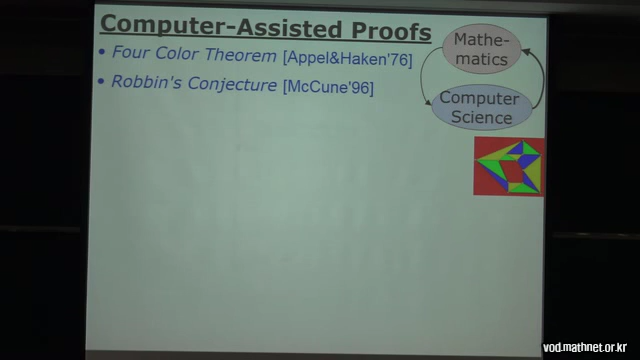 Computer-Assisted Proofs
• Four Color Theorem [Appel&Haken'76]
• Robbin's Conjecture [McCune'96]
Mathe-
matics
Computer
Science
vod.mathnet.or.kr